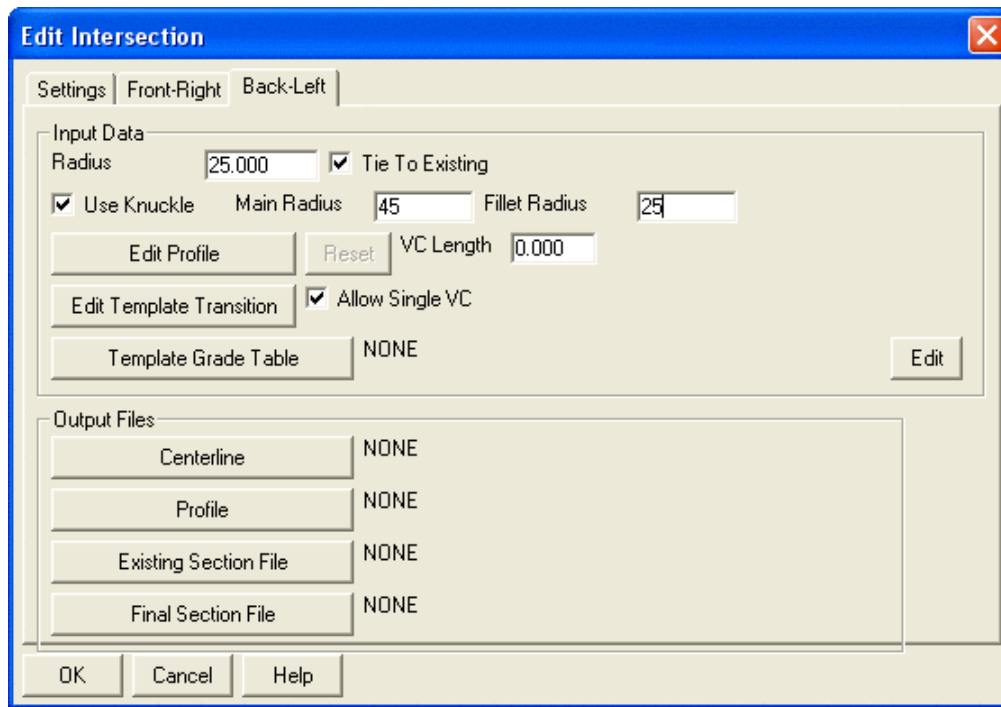 Edit Intersection
Settings Front-Right Back-Left
Input Data
Radius 25.000 Tie To Existing
Use Knuckle Main Radius 45 Fillet Radius 25
Edit Profile Reset VC Length 0.000
Edit Template Transition Allow Single VC
Template Grade Table NONE Edit
Output Files
Centerline NONE
Profile NONE
Existing Section File NONE
Final Section File NONE
OK Cancel Help